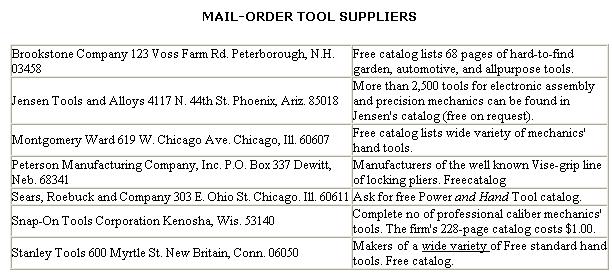 MAIL-ORDER TOOL SUPPLIERS
Brookstone Company 123 Voss Farm Rd. Peterborough, N.H.
03458
Free catalog lists 68 pages of hard-to-find
garden, automotive, and allpurpose tools.
Jensen Tools and Alloys 4117 N. 44th St. Phoenix, Ariz. 85018
More than 2,500 tools for electronic assembly
and precision mechanics can be found in
Jensen's catalog (free on request).
Montgomery Ward 619 W. Chicago Ave. Chicago, Ill. 60607
Free catalog lists wide variety of mechanics'
hand tools.
Peterson Manufacturing Company, Inc. P.O. Box 337 Dewitt,
Neb. 68341
Manufacturers of the well known Vise-grip line
of locking pliers. Freecatalog
Sears, Roebuck and Company 303 E. Ohio St. Chicago. Ill. 60611
Ask for free Power and Hand Tool catalog.
Snap-On Tools Corporation Kenosha, Wis. 53140
Complete no of professional caliber mechanics'
tools. The firm's 228-page catalog costs $1.00.
Stanley Tools 600 Myrtle St. New Britain, Conn. 06050
Makers of a wide variety of Free standard hand
tools. Free catalog.